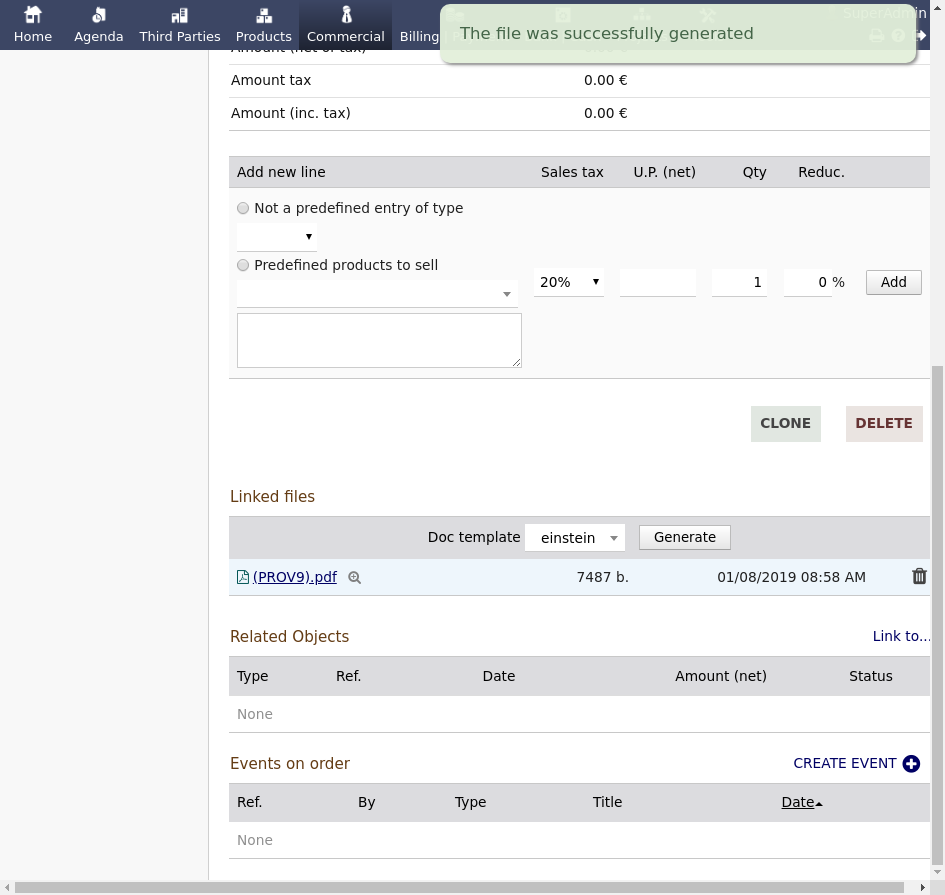 Home Agenda Third Parties Products Commercial Billing SuperAdmin
The file was successfully generated
Amount (net of tax)
Amount tax 0.00 €
Amount (inc. tax) 0.00 €
Add new line Sales tax U.P. (net) Qty Reduc.
Not a predefined entry of type
Predefined products to sell
20% 1 0 % Add
CLONE DELETE
Linked files
Doc template einstein Generate
(PROV9).pdf 7487 b. 01/08/2019 08:58 AM
Related Objects Link to...
Type Ref. Date Amount (net) Status
None
Events on order CREATE EVENT
Ref. By Type Title Date
None